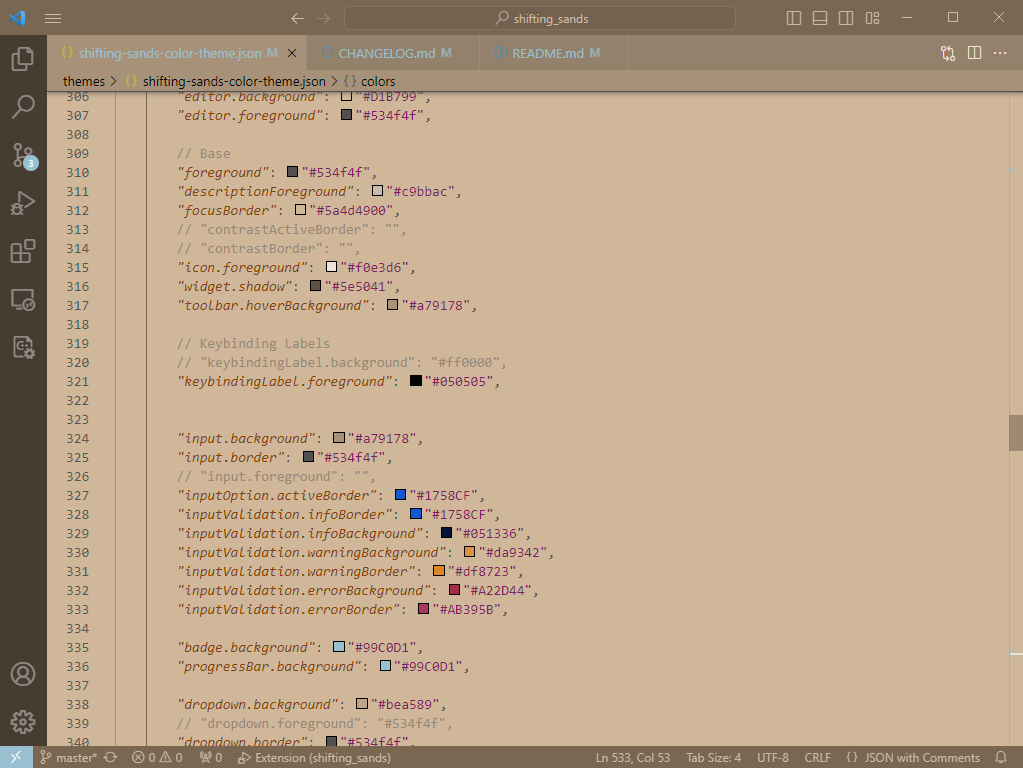 shifting_sands
{} shifting-sands-color-theme.json M
CHANGELOG.md M
README.md M
themes > {} shifting-sands-color-theme.json > {} colors
306 "editor.background": "#D1B799",
307 "editor.foreground": "#534f4f",
308
309 // Base
310 "foreground": "#534f4f",
311 "descriptionForeground": "#c9bbac",
312 "focusBorder": "#5a4d4900",
313 // "contrastActiveBorder": "",
314 // "contrastBorder": "",
315 "icon.foreground": "#f0e3d6",
316 "widget.shadow": "#5e5041",
317 "toolbar.hoverBackground": "#a79178",
318
319 // Keybinding Labels
320 // "keybindingLabel.background": "#ff0000",
321 "keybindingLabel.foreground": "#050505",
322
323
324 "input.background": "#a79178",
325 "input.border": "#534f4f",
326 // "input.foreground": "",
327 "inputOption.activeBorder": "#1758CF",
328 "inputValidation.infoBorder": "#1758CF",
329 "inputValidation.infoBackground": "#051336",
330 "inputValidation.warningBackground": "#da9342",
331 "inputValidation.warningBorder": "#df8723",
332 "inputValidation.errorBackground": "#A22D44",
333 "inputValidation.errorBorder": "#AB395B",
334
335 "badge.background": "#99C0D1",
336 "progressBar.background": "#99C0D1",
337
338 "dropdown.background": "#bea589",
339 // "dropdown.foreground": "#534f4f",
340 "dropdown.border": "#534f4f",
3
master* 0 0 0 Extension (shifting_sands) Ln 533, Col 53 Tab Size: 4 UTF-8 CRLF {} JSON with Comments